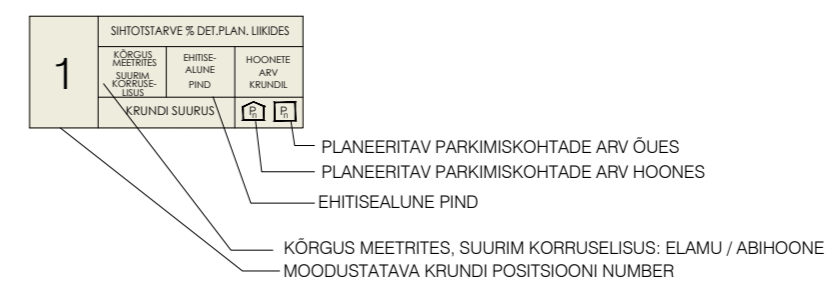 1
SIHTOTSTARVE % DET.PLAN. LIIKIDES
KÕRGUS
MEETRITES
SUURIM
KORRUSE-
LISUS
EHITISE-
ALUNE
PIND
HOONETE
ARV
KRUNDIL
KRUNDI SUURUS
Pn
Pn
PLANEERITAV PARKIMISKOHTADE ARV ÕUES
PLANEERITAV PARKIMISKOHTADE ARV HOONES
EHITISEALUNE PIND
KÕRGUS MEETRITES, SUURIM KORRUSELISUS: ELAMU / ABIHOONE
MOODUSTATAVA KRUNDI POSITSIOONI NUMBER